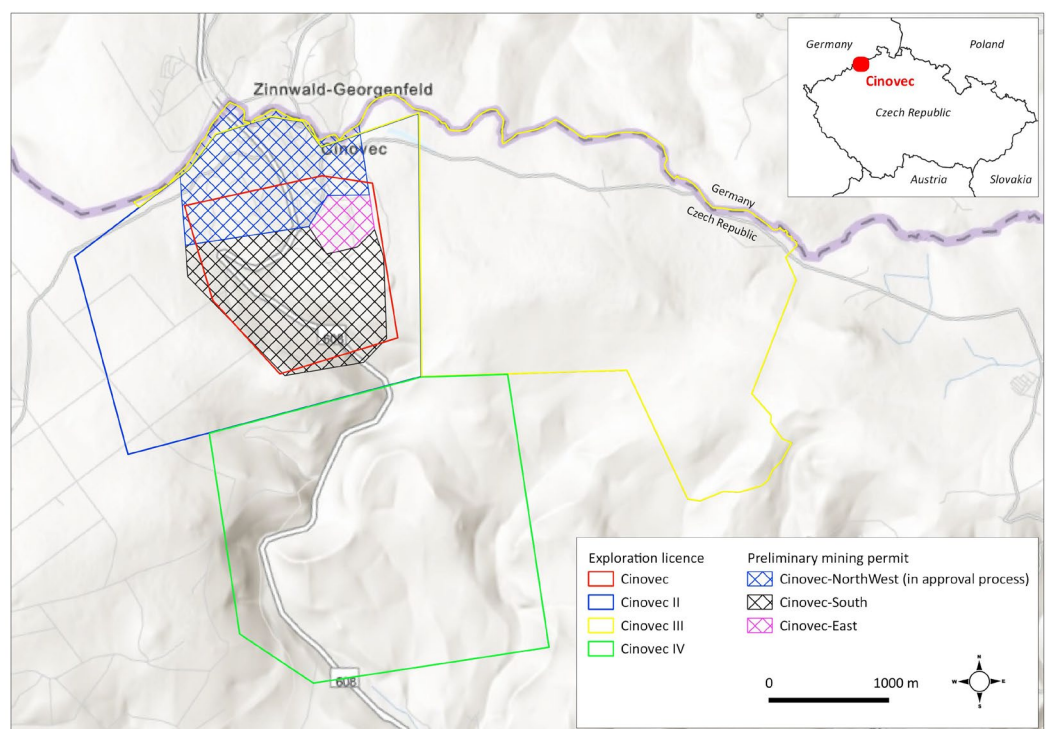 Germany
Poland
Cinovec
Czech Republic
Austria
Slovakia
Zinnwald-Georgenfeld
Cinovec
Germany
Czech Republic
608
608
Exploration licence
Cinovec
Cinovec II
Cinovec III
Cinovec IV
Preliminary mining permit
Cinovec-NorthWest (in approval process)
Cinovec-South
Cinovec-East
N
W
E
S
0
1000 m